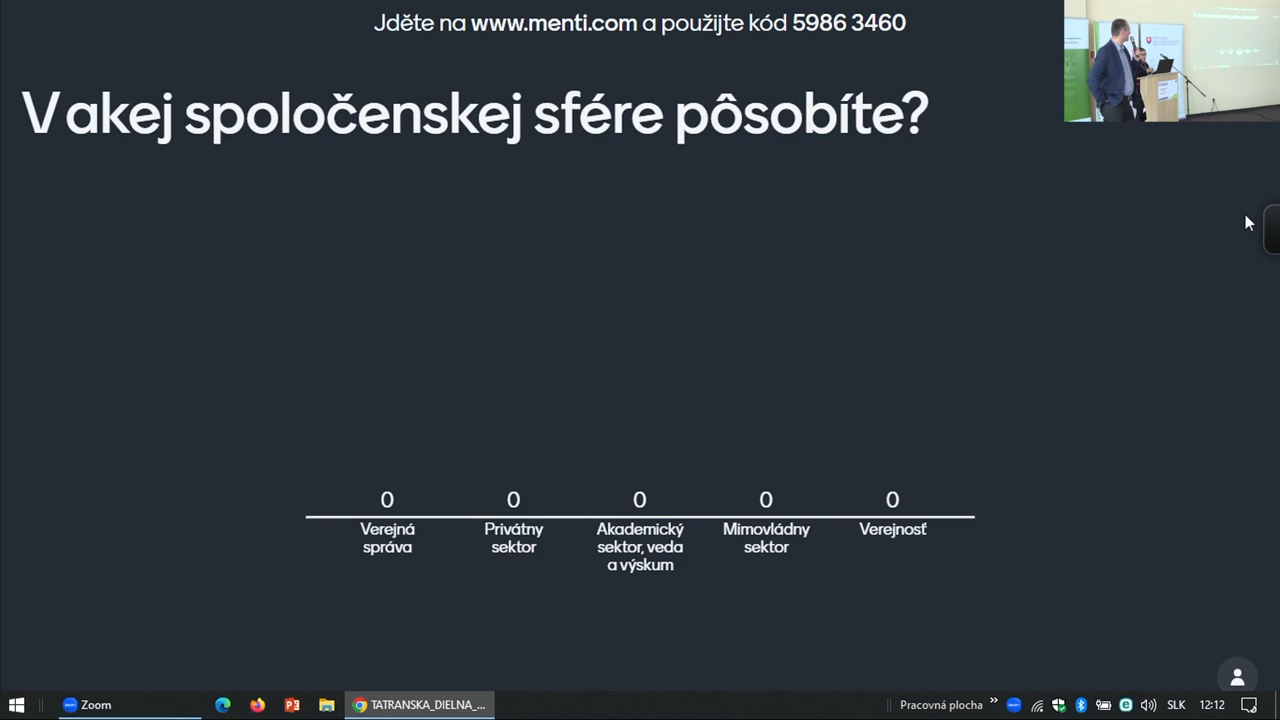 Jděte na www.menti.com a použijte kód 5986 3460
V akej spoločenskej sfére pôsobíte?
0 0 0 0 0
Verejná správa
Privátny sektor
Akademický sektor, veda a výskum
Mimovládny sektor
Verejnosť
Zoom
TATRANSKA_DIELNA_...
Pracovná plocha
SLK
12:12